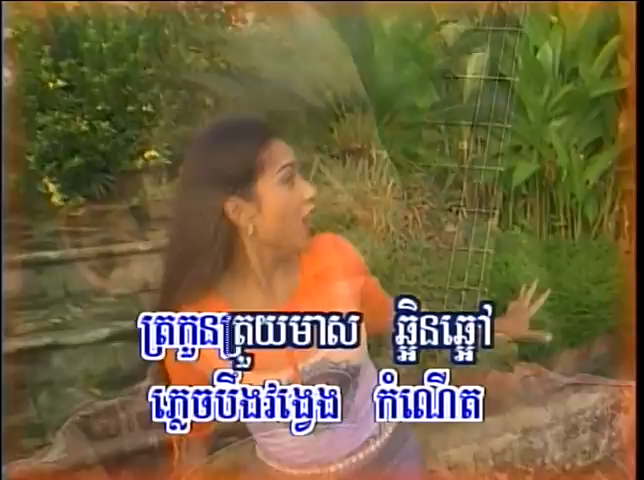 ត្រកួនត្រួយមាស ឆ្អិនឆ្អៅ
ភ្លេចបឹងវង្វេង កំណើត